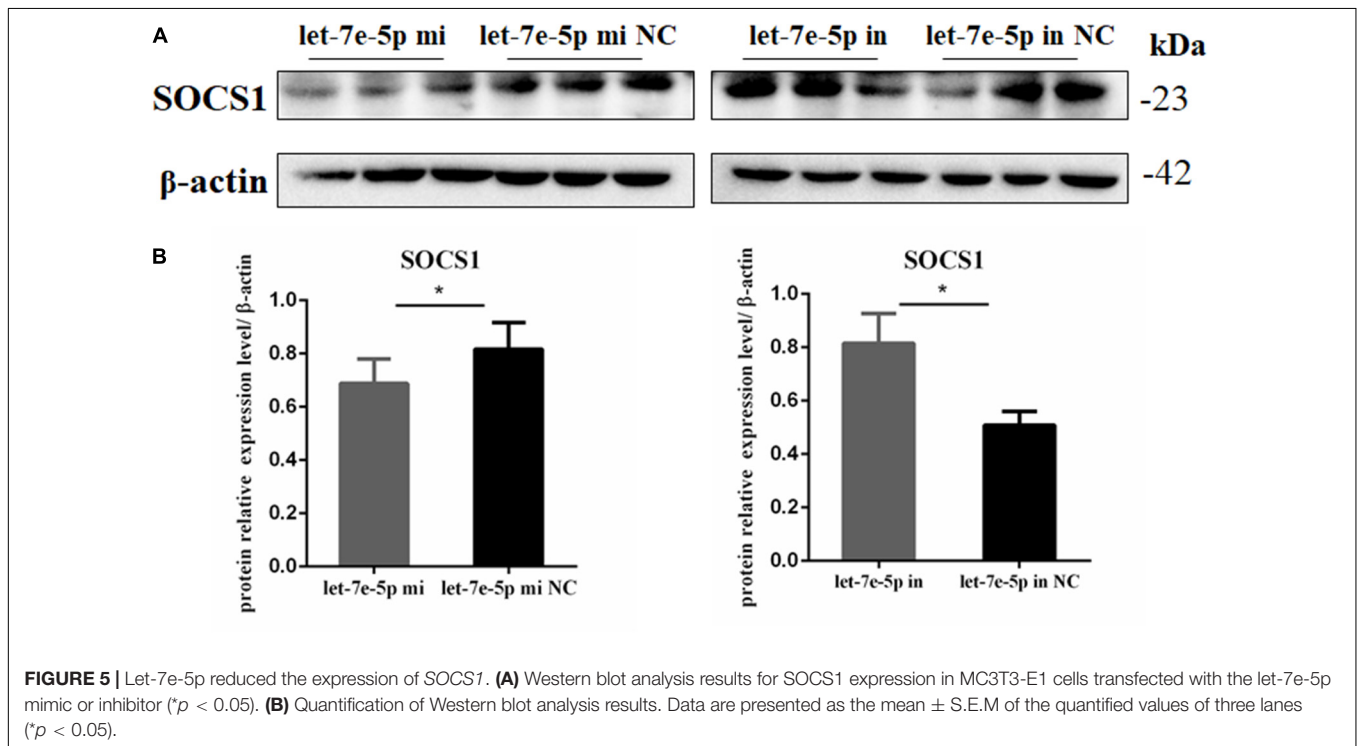 A
let-7e-5p mi let-7e-5p mi NC let-7e-5p in let-7e-5p in NC kDa
SOCS1 -23
β-actin -42
B
SOCS1
*
protein relative expression level/ β-actin
1.0
0.8
0.6
0.4
0.2
0.0
let-7e-5p mi let-7e-5p mi NC
SOCS1
*
protein relative expression level/ β-actin
1.0
0.8
0.6
0.4
0.2
0.0
let-7e-5p in let-7e-5p in NC
FIGURE 5 | Let-7e-5p reduced the expression of SOCS1. (A) Western blot analysis results for SOCS1 expression in MC3T3-E1 cells transfected with the let-7e-5p
mimic or inhibitor (*p < 0.05). (B) Quantification of Western blot analysis results. Data are presented as the mean ± S.E.M of the quantified values of three lanes
(*p < 0.05).